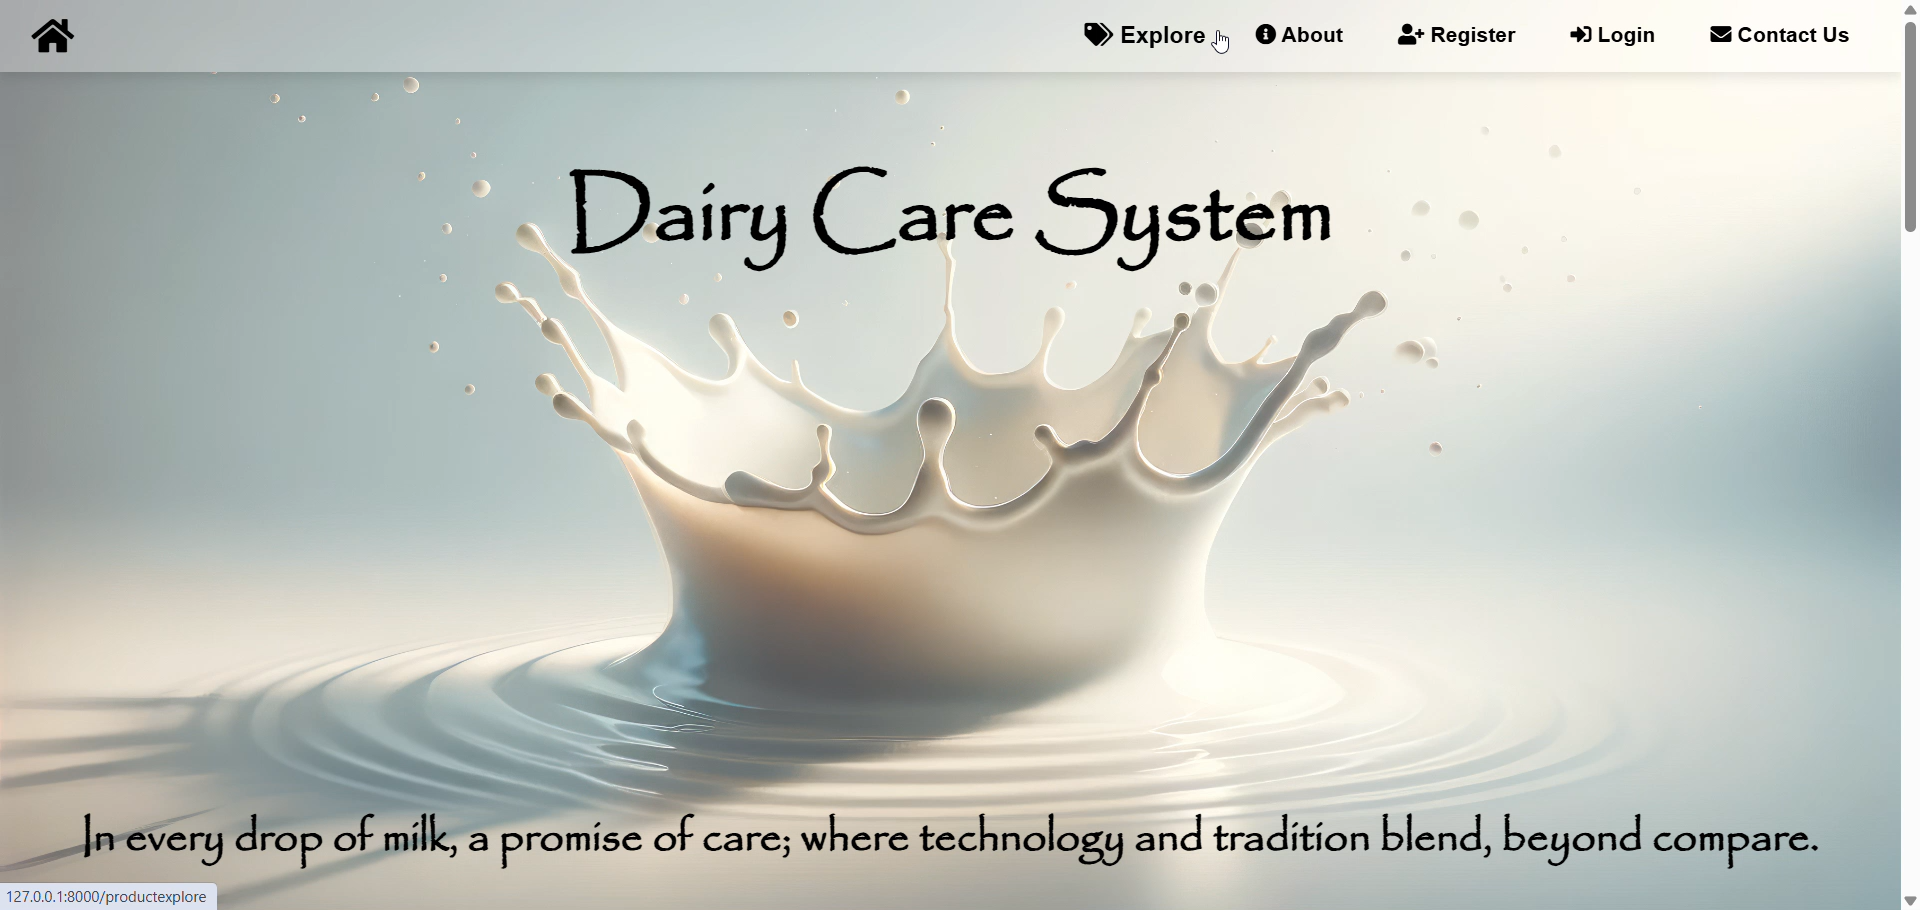 Explore About Register Login Contact Us
Dairy Care System
In every drop of milk, a promise of care; where technology and tradition blend, beyond compare.
127.0.0.1:8000/productexplore